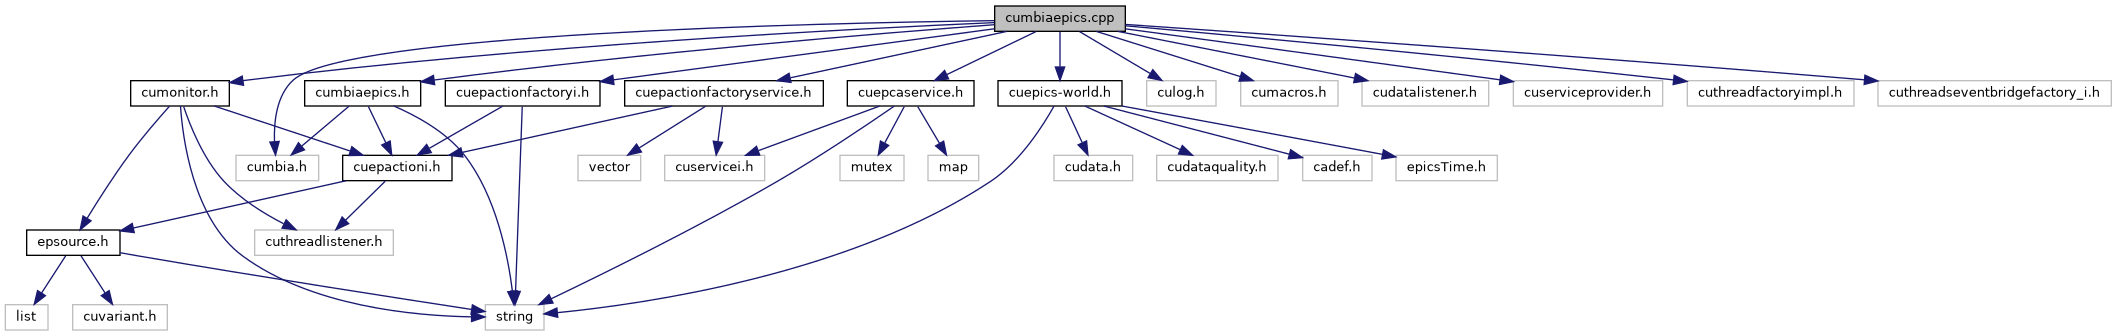 cumbiaepics.cpp
cumonitor.h
cumbiaepics.h
cuepactionfactoryi.h
cuepactionfactoryservice.h
cuepcaservice.h
cuepics-world.h
culog.h
cumacros.h
cudatalistener.h
cuserviceprovider.h
cuthreadfactoryimpl.h
cuthreadseventbridgefactory_i.h
cumbia.h
cuepactioni.h
vector
cuservicei.h
mutex
map
cudata.h
cudataquality.h
cadef.h
epicsTime.h
epsource.h
cuthreadlistener.h
list
cuvariant.h
string